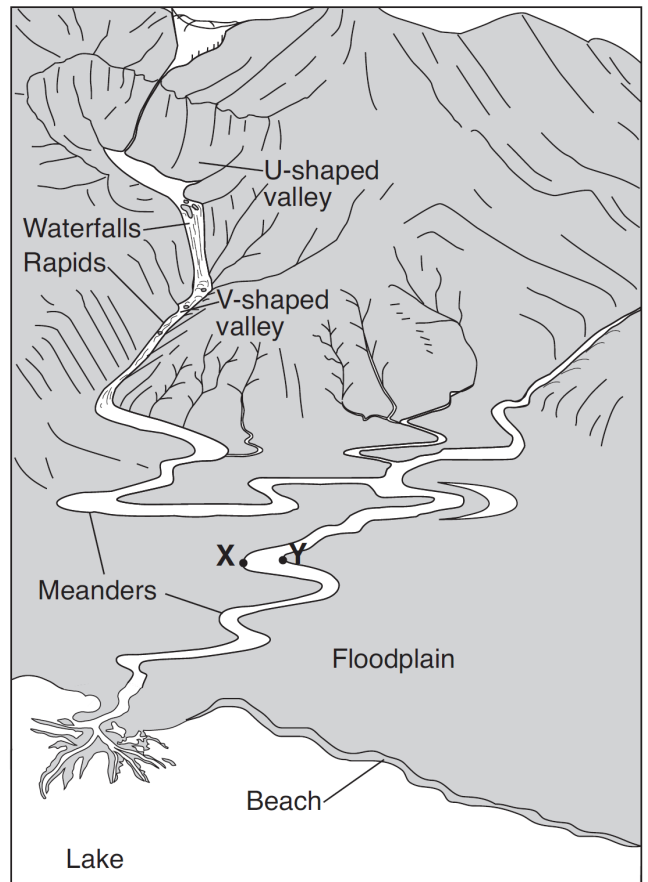 U-shaped
valley
Waterfalls
Rapids
V-shaped
valley
X
Y
Meanders
Floodplain
Beach
Lake